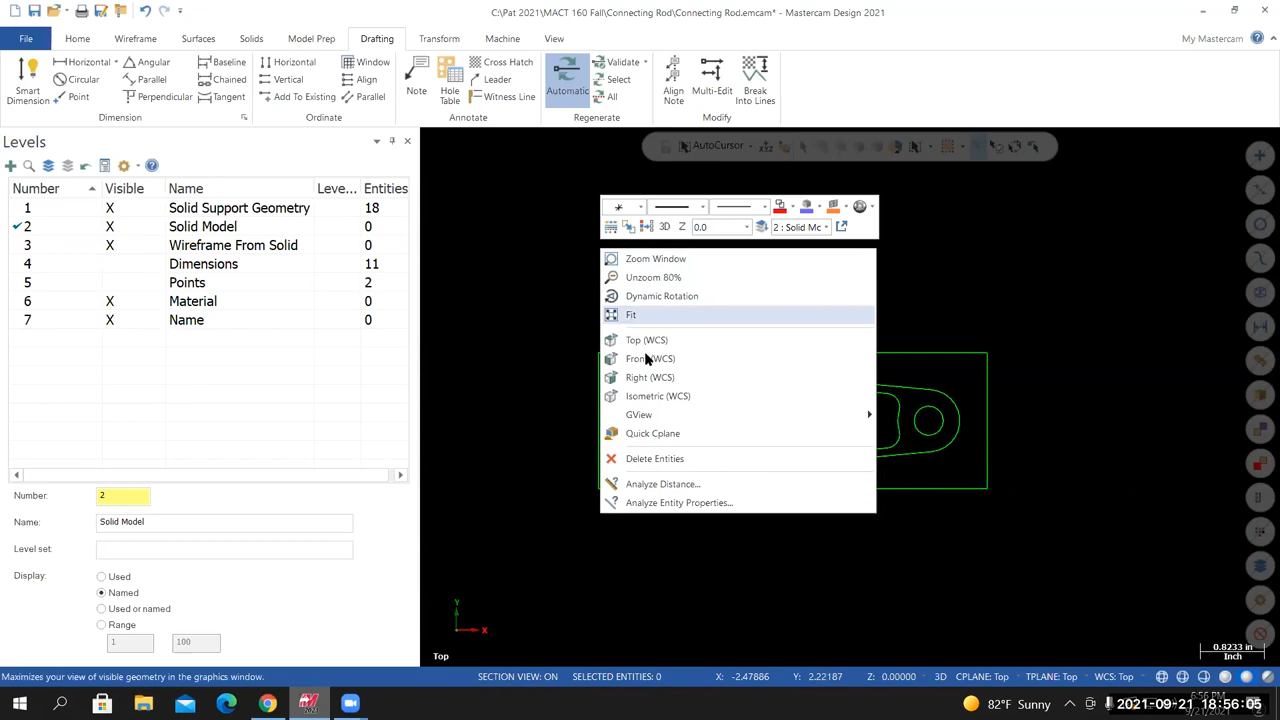 C:\Pat 2021\MACT 160 Fall\Connecting Rod\Connecting Rod.emcam* - Mastercam Design 2021
File Home Wireframe Surfaces Solids Model Prep Drafting Transform Machine View My Mastercam
Horizontal Angular Baseline Horizontal Window Cross Hatch Validate
Circular Parallel Chained Vertical Align Leader Select
Point Perpendicular Tangent Add To Existing Parallel Witness Line All
Smart Dimension
Note
Hole Table
Automatic
Align Note
Multi-Edit
Break Into Lines
Dimension Ordinate Annotate Regenerate Modify
Levels
AutoCursor
Number Visible Name Leve... Entities
1 X Solid Support Geometry 18
2 X Solid Model 0
3 X Wireframe From Solid 0
4 Dimensions 11
5 Points 2
6 X Material 0
7 X Name 0
3D Z 0.0 2 : Solid Mc
Zoom Window
Unzoom 80%
Dynamic Rotation
Fit
Top (WCS)
Right (WCS)
Isometric (WCS)
GView
Quick Cplane
Delete Entities
Analyze Distance...
Analyze Entity Properties...
Number: 2
Name: Solid Model
Level set:
Display: Used
Named
Used or named
Range
1 100
Y
X
Top
0.8233 in
Inch
Maximizes your view of visible geometry in the graphics window. SECTION VIEW: ON SELECTED ENTITIES: 0 X: -2.47886 Y: 2.22187 Z: 0.00000 3D CPLANE: Top TPLANE: Top WCS: Top
82°F Sunny
6:56 PM
2021-09-21 18:56:05
9/21/2021